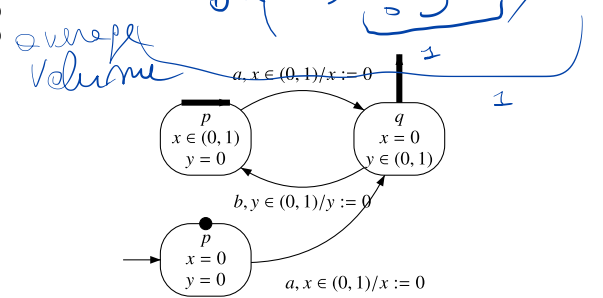 1
average
volume
1
a, x ∈ (0, 1)/x := 0
p
x ∈ (0, 1)
y = 0
q
x = 0
y ∈ (0, 1)
b, y ∈ (0, 1)/y := 0
p
x = 0
y = 0
a, x ∈ (0, 1)/x := 0